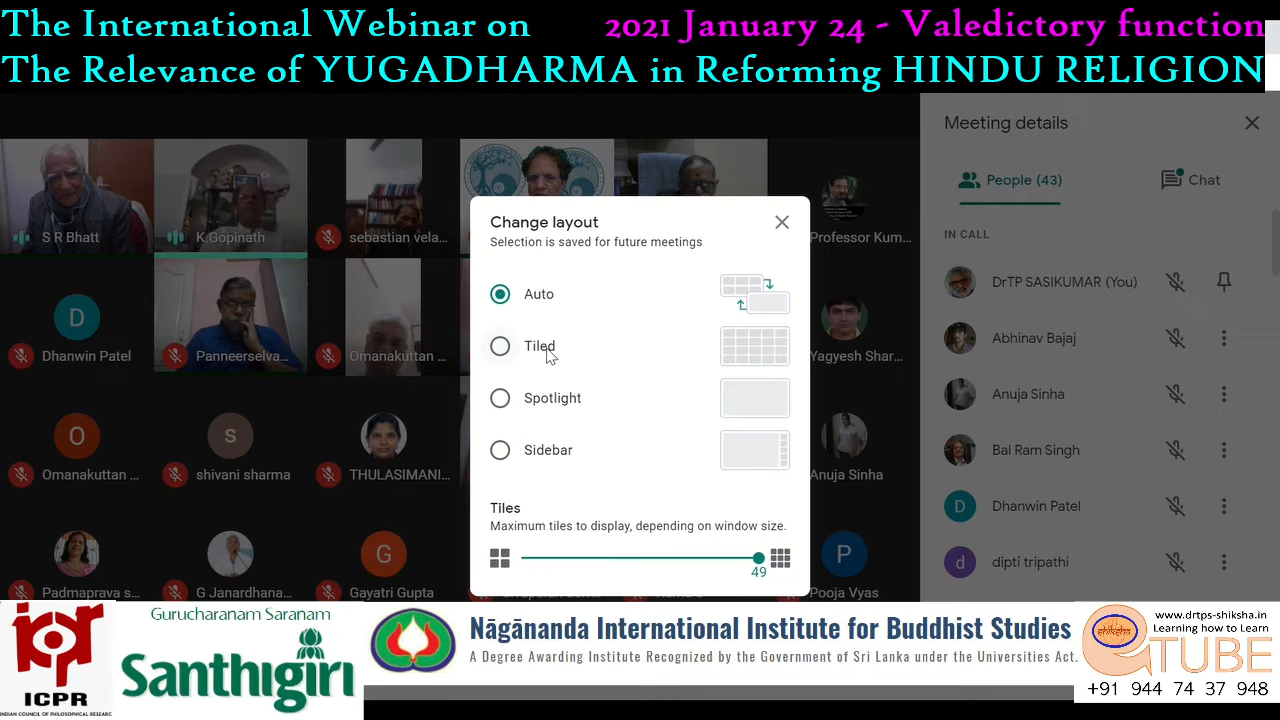 The International Webinar on 2021 January 24 - Valedictory function
The Relevance of YUGADHARMA in Reforming HINDU RELIGION
Meeting details
People (43)
Chat
IN CALL
DrTP SASIKUMAR (You)
Abhinav Bajaj
Anuja Sinha
Bal Ram Singh
Dhanwin Patel
dipti tripathi
S R Bhatt
K.Gopinath
sebastian vela...
Professor Kum...
Dhanwin Patel
Panneerselva...
Omanakuttan ...
Yagyesh Shar...
Omanakuttan ...
shivani sharma
THULASIMANI...
Anuja Sinha
Padmaprava s...
G Janardhana...
Gayatri Gupta
Pooja Vyas
D
O
s
G
P
D
d
Change layout
Selection is saved for future meetings
Auto
Tiled
Spotlight
Sidebar
Tiles
Maximum tiles to display, depending on window size.
49
ICPR
INDIAN COUNCIL OF PHILOSOPHICAL RESEARC
Gurucharanam Saranam
Santhigiri
Nāgānanda International Institute for Buddhist Studies
A Degree Awarding Institute Recognized by the Government of Sri Lanka under the Universities Act.
www.drtps-shiksha.in
Learning how to Learn
shiksha
TUBE
+91 944 74 37 948